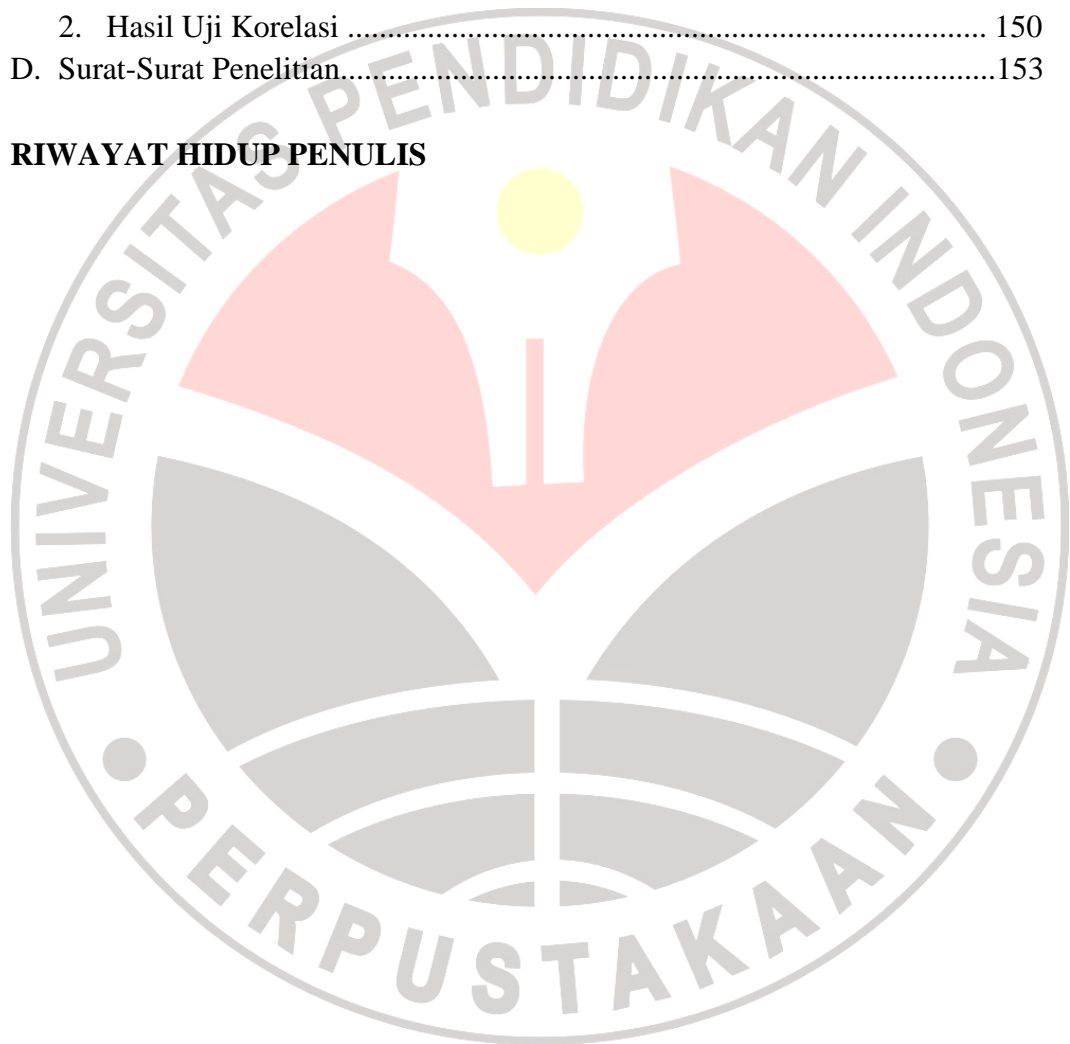 2. Hasil Uji Korelasi ................................................................................... 150
D. Surat-Surat Penelitian.....................................................................................153
RIWAYAT HIDUP PENULIS
UNIVERSITAS PENDIDIKAN INDONESIA
PERPUSTAKAAN